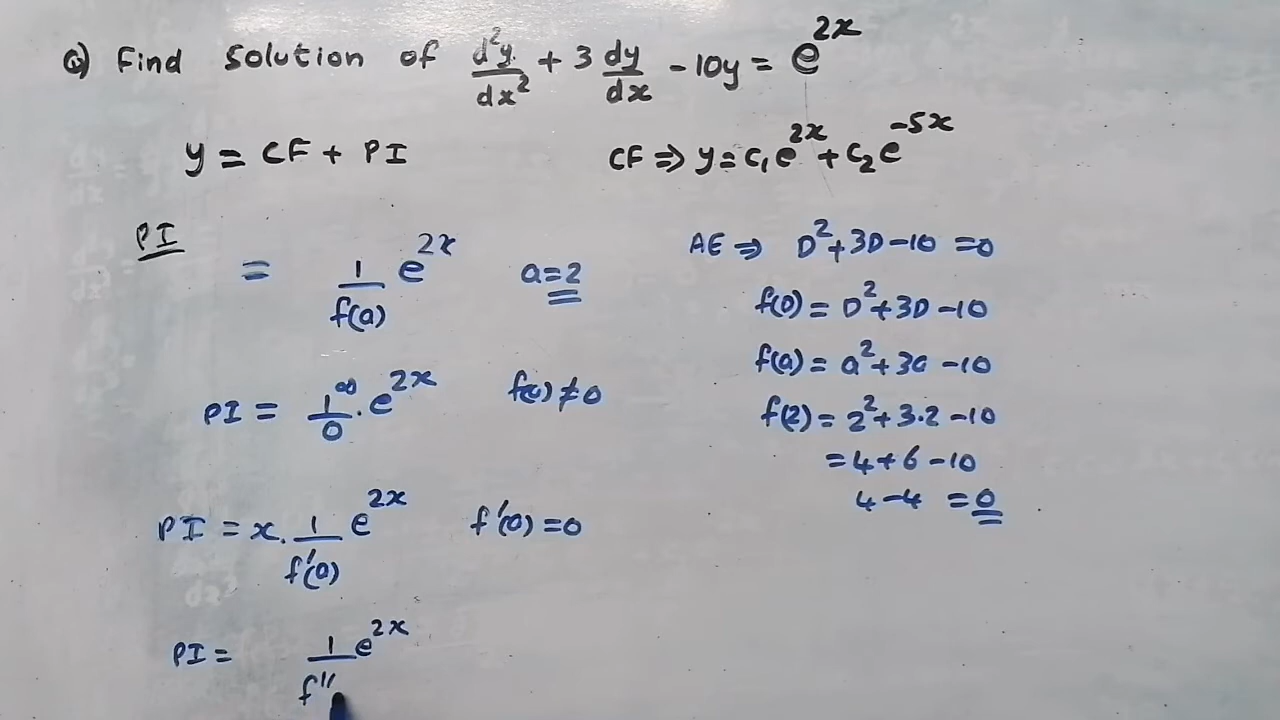 Q) Find Solution of d²y/dx² + 3 dy/dx - 10y = e^2x
y = CF + PI
CF ⇒ y = C₁e^2x + C₂e^-5x
PI
= 1/f(a) e^2x a=2
PI = 1/0 ∞ . e^2x f(a) ≠ 0
PI = x. 1/f'(a) e^2x f'(a) = 0
PI = 1/f'' e^2x
AE ⇒ D² + 3D - 10 = 0
f(D) = D² + 3D - 10
f(a) = a² + 3a - 10
f(2) = 2² + 3.2 - 10
= 4 + 6 - 10
4 - 4 = 0